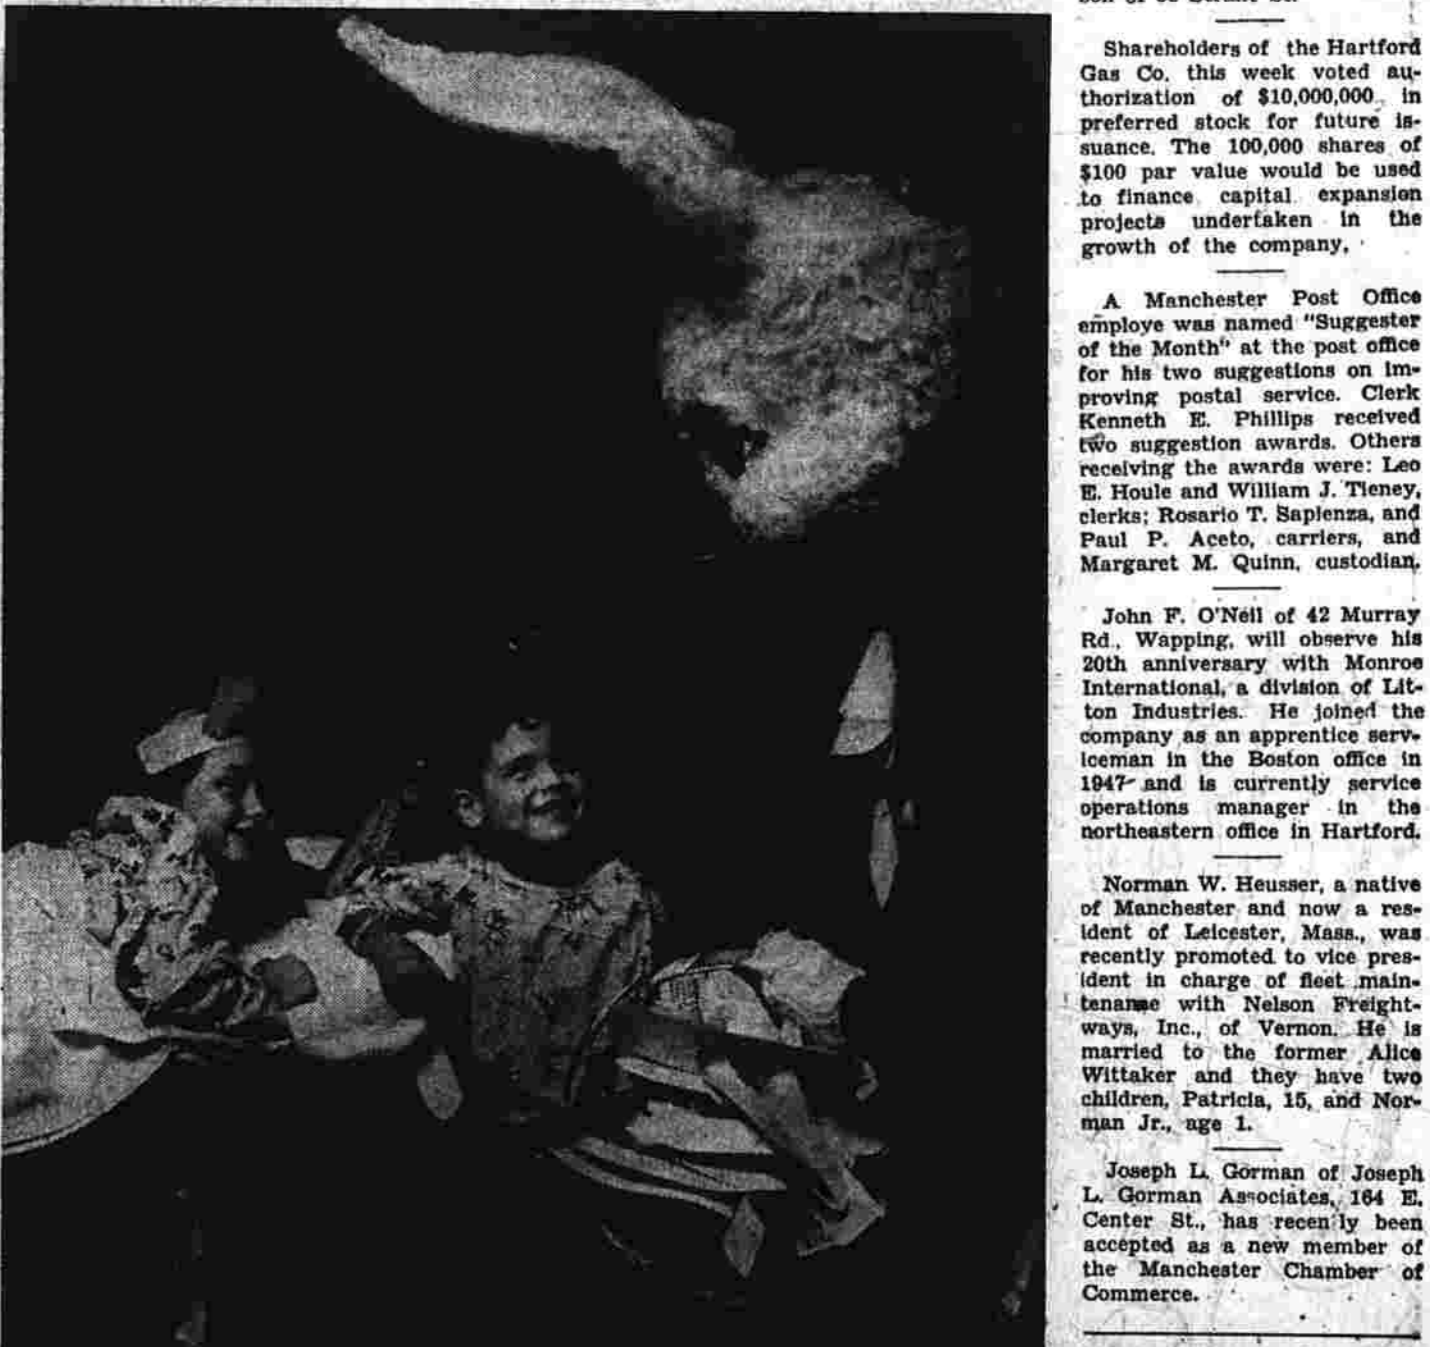 Shareholders of the Hartford
Gas Co. this week voted au-
thorization of $10,000,000 in
preferred stock for future is-
suance. The 100,000 shares of
$100 par value would be used
to finance capital expansion
projects undertaken in the
growth of the company.
A Manchester Post Office
employe was named "Suggester
of the Month" at the post office
for his two suggestions on im-
proving postal service. Clerk
Kenneth E. Phillips received
two suggestion awards. Others
receiving the awards were: Leo
E. Houle and William J. Tieney,
clerks; Rosario T. Sapienza, and
Paul P. Aceto, carriers, and
Margaret M. Quinn, custodian.
John F. O'Neil of 42 Murray
Rd., Wapping, will observe his
20th anniversary with Monroe
International, a division of Lit-
ton Industries. He joined the
company as an apprentice serv-
iceman in the Boston office in
1947 and is currently service
operations manager in the
northeastern office in Hartford.
Norman W. Heusser, a native
of Manchester and now a res-
ident of Leicester, Mass., was
recently promoted to vice pres-
ident in charge of fleet main-
tenance with Nelson Freight-
ways, Inc., of Vernon. He is
married to the former Alice
Wittaker and they have two
children, Patricia, 15, and Nor-
man Jr., age 1.
Joseph L. Gorman of Joseph
L. Gorman Associates, 164 E.
Center St., has recently been
accepted as a new member of
the Manchester Chamber of
Commerce.